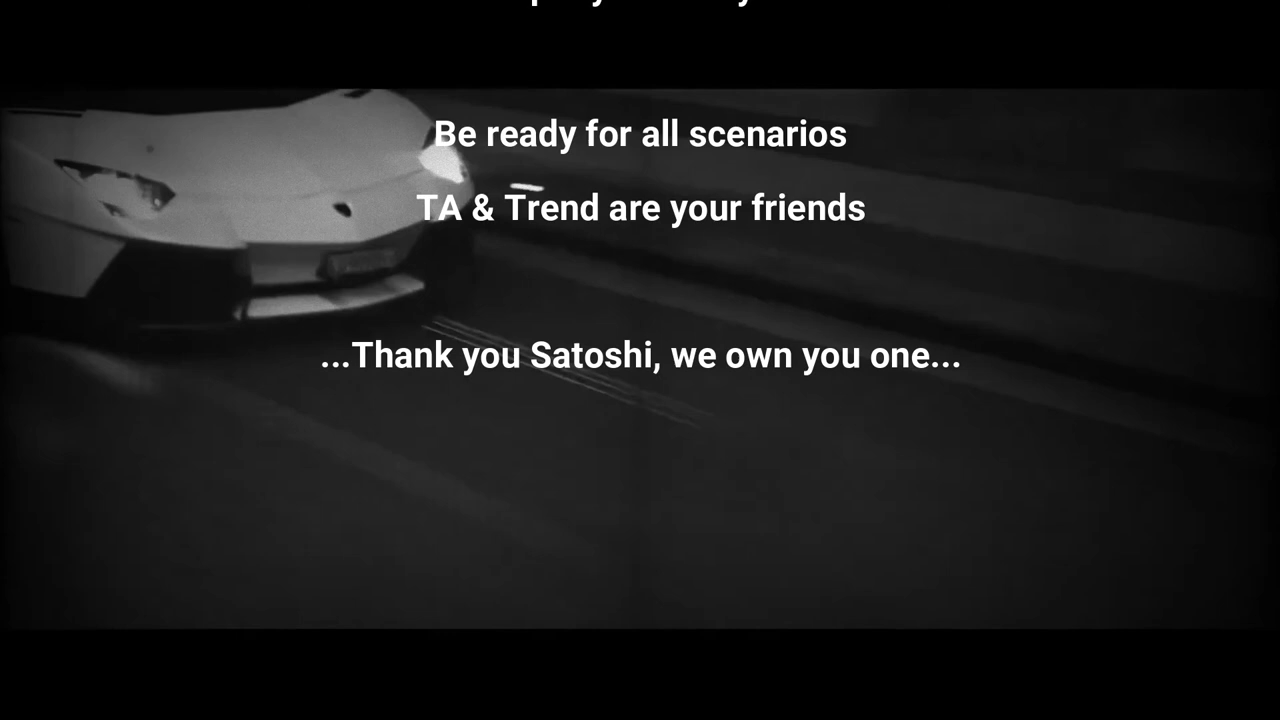 Be ready for all scenarios
TA & Trend are your friends
...Thank you Satoshi, we own you one...